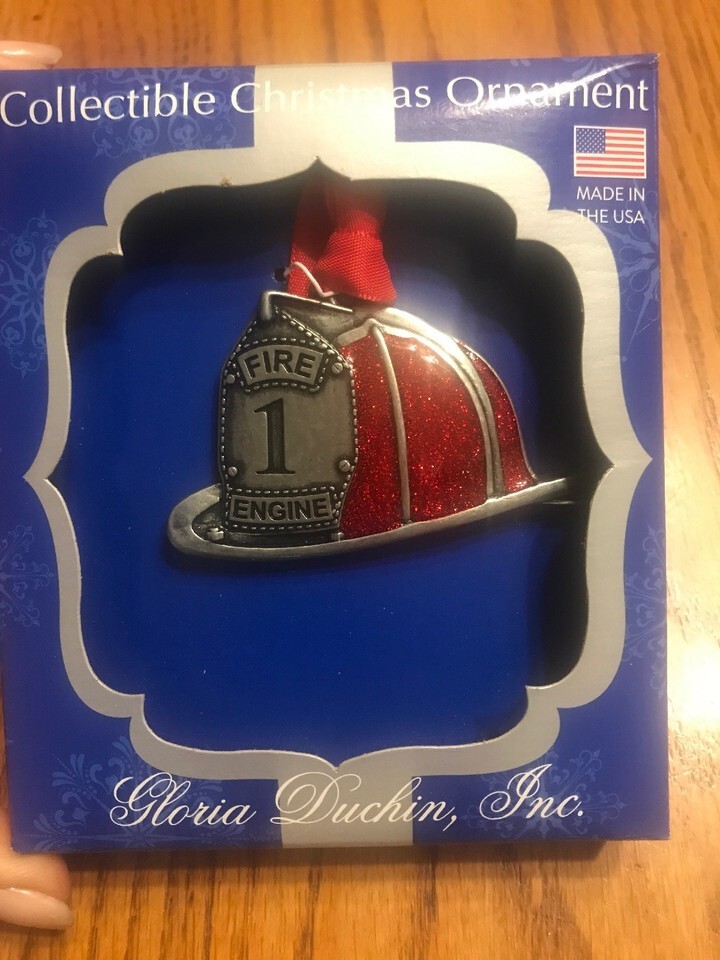 Collectible Christmas Ornament
MADE IN
THE USA
FIRE
1
ENGINE
Gloria Duchin, Inc.